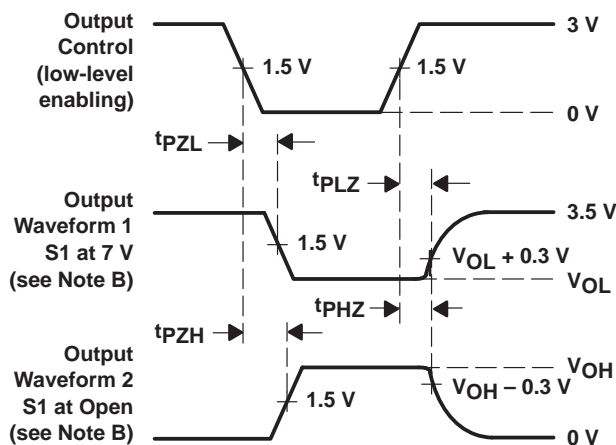 Output
Control
(low-level
enabling)
3 V
1.5 V
1.5 V
0 V
tPZL
tPLZ
Output
Waveform 1
S1 at 7 V
(see Note B)
3.5 V
1.5 V
VOL + 0.3 V
VOL
tPHZ
tPZH
Output
Waveform 2
S1 at Open
(see Note B)
VOH
1.5 V
VOH – 0.3 V
0 V